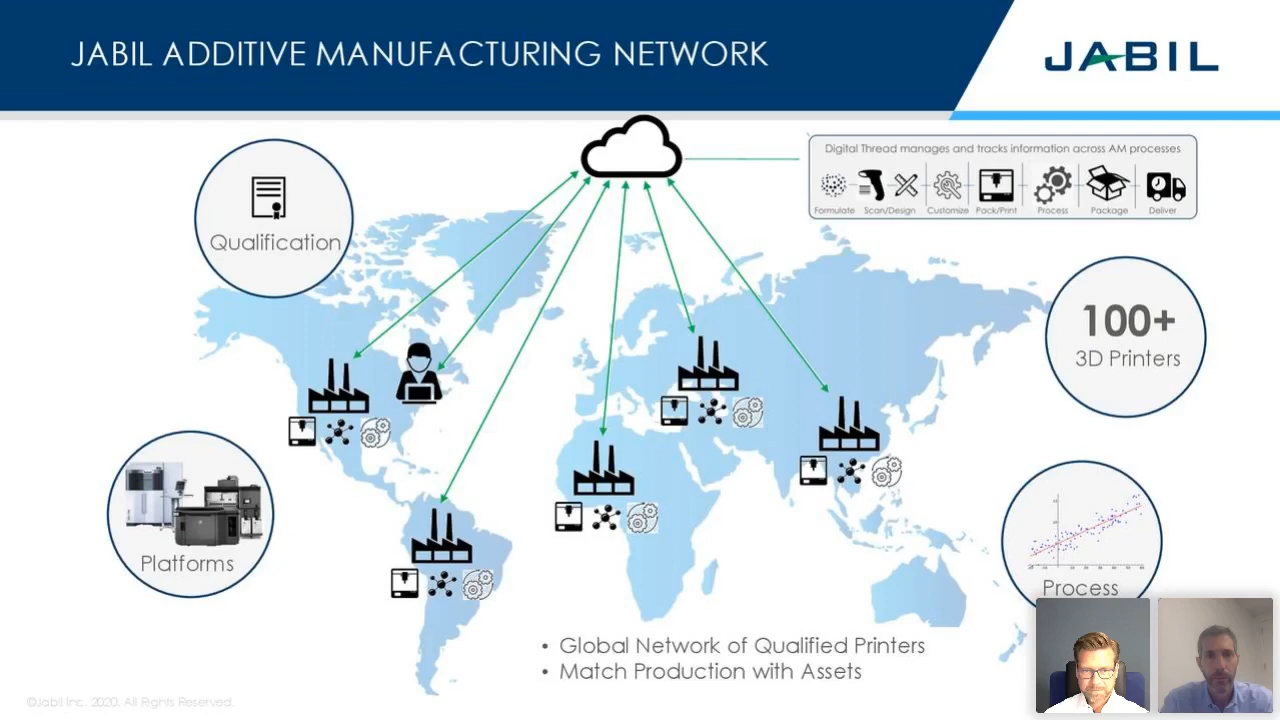 JABIL ADDITIVE MANUFACTURING NETWORK
JABIL
Digital Thread manages and tracks information across AM processes
Formulate Scan/Design Customize Pack/Print Process Package Deliver
Qualification
100+
3D Printers
Platforms
Process
• Global Network of Qualified Printers
• Match Production with Assets
©Jabil Inc. 2020. All Rights Reserved.